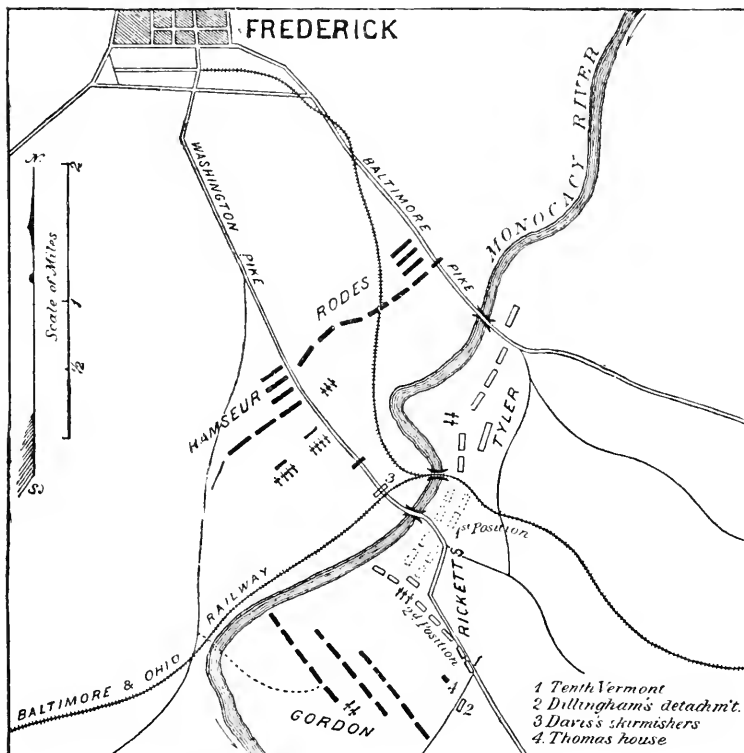 FREDERICK
MONOCACY RIVER
WASHINGTON
PIKE
BALTIMORE
PIKE
N.
2
Scale of Miles
1
1/2
S.
RODES
HAMSEUR
TYLER
3
1st Position
RICKETTS
2d Position
1
4
2
BALTIMORE & OHIO RAILWAY
GORDON
1 Tenth Vermont
2 Dillingham's detachm't.
3 Davis's skirmishers
4. Thomas house